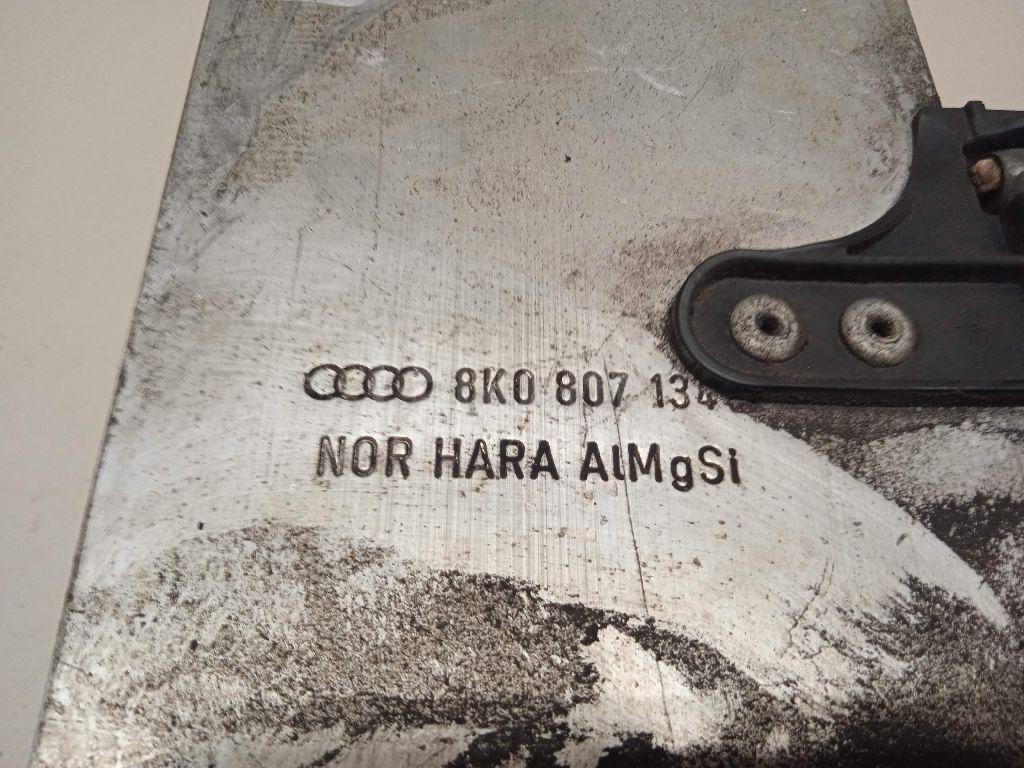 8K0 807 134
NOR HARA AlMgSi